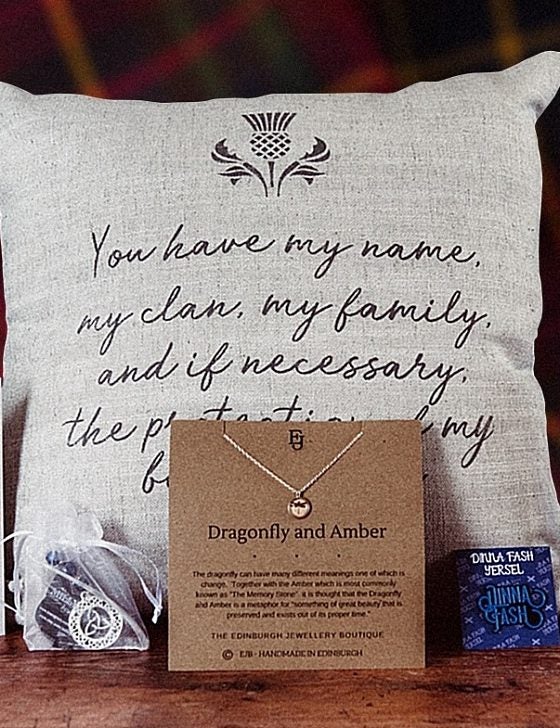 You have my name,
my clan, my family,
and if necessary,
the my
EJ
Dragonfly and Amber
The dragonfly can have many different meanings one of which is
change. Together with the Amber which is most commonly
known as "The Memory Stone" it is thought that the Dragonfly
and Amber is a metaphor for "something of great beauty that is
preserved and exists out of its proper time."
THE EDINBURGH JEWELLERY BOUTIQUE
© EJB - HANDMADE IN EDINBURGH
DINNA FASH
YERSEL
DINNA
FASH